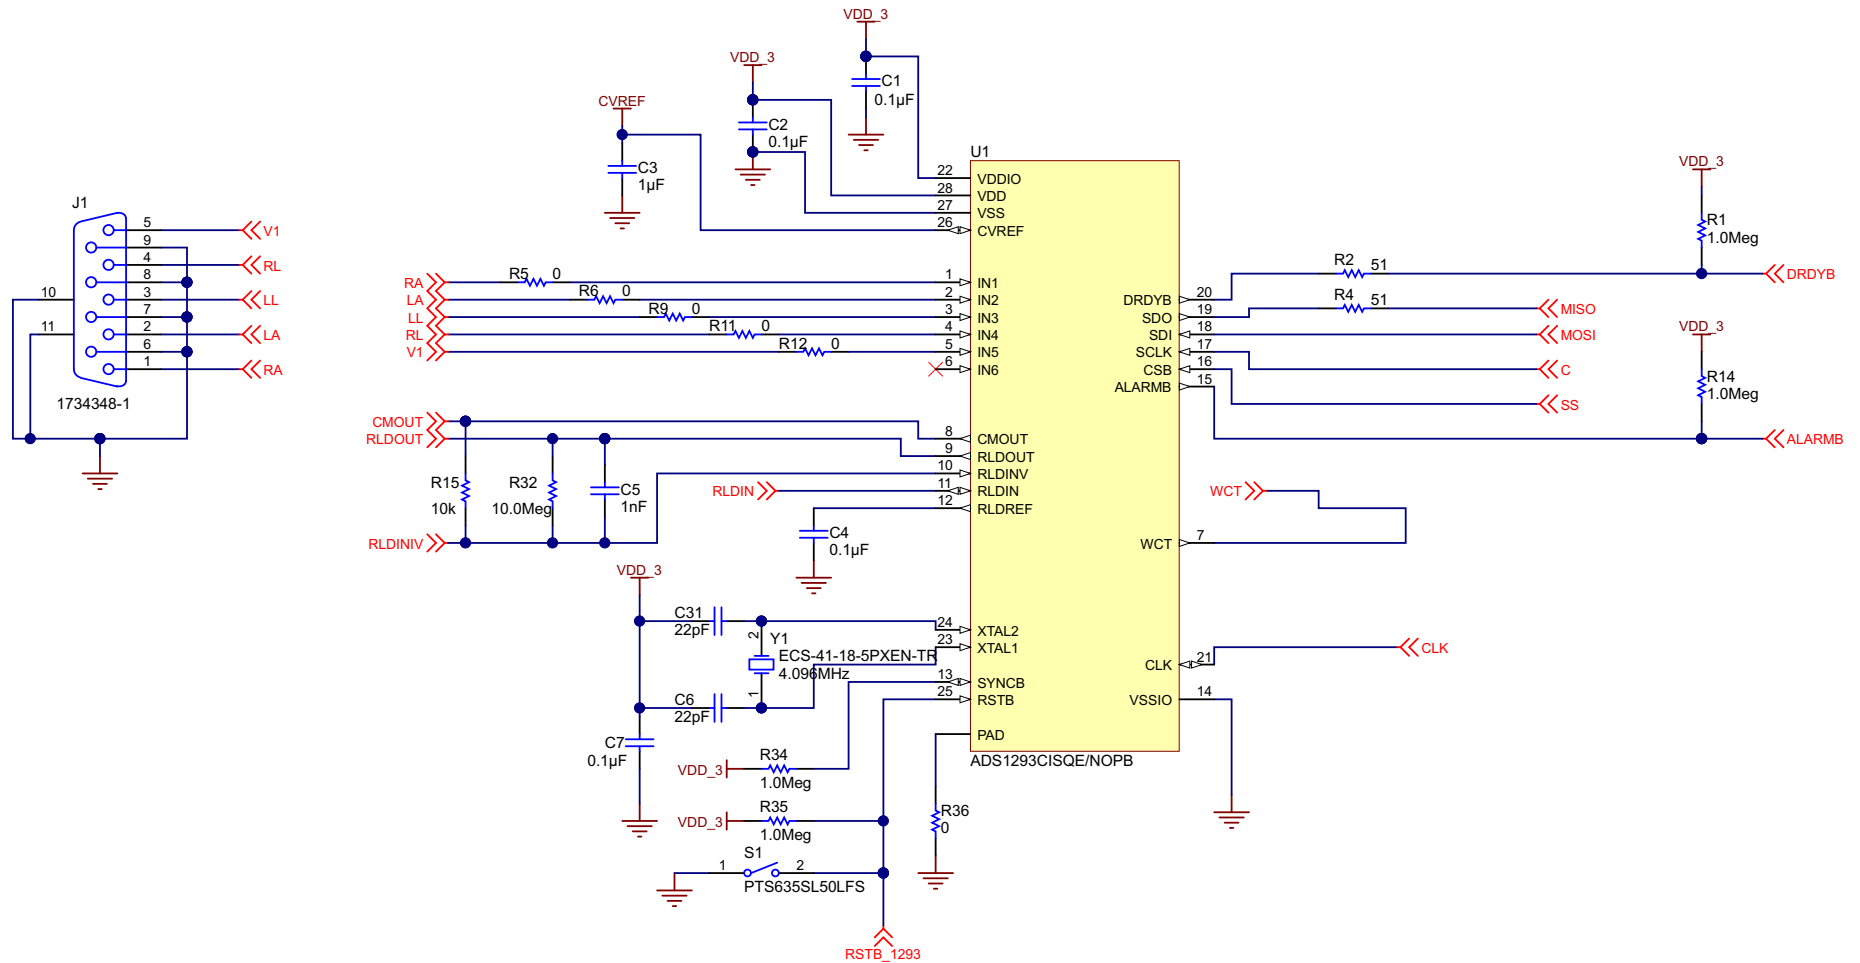 VDD_3
VDD_3
C1
0.1µF
CVREF
C2
0.1µF
C3
1µF
U1
22 VDDIO
28 VDD
27 VSS
26 CVREF
J1
5 V1
9
4 RL
8
10 3 LL
7
11 2 LA
6
1 RA
1734348-1
RA R5 0 1 IN1
LA R6 0 2 IN2
LL R9 0 3 IN3
RL R11 0 4 IN4
V1 R12 0 5 IN5
6 IN6
CMOUT 8 CMOUT
RLDOUT 9 RLDOUT
10 RLDINV
RLDIN 11 RLDIN
12 RLDREF
R15
10k
R32
10.0Meg
C5
1nF
C4
0.1µF
RLDINIV
VDD_3
C31
22pF
2
Y1
ECS-41-18-5PXEN-TR
4.096MHz
1
24 XTAL2
23 XTAL1
13 SYNCB
25 RSTB
PAD
C6
22pF
C7
0.1µF
VDD_3 R34
1.0Meg
VDD_3 R35
1.0Meg
S1
1 2
PTS635SL50LFS
RSTB_1293
R36
0
ADS1293CISQE/NOPB
VDD_3
R1
1.0Meg
DRDYB 20 R2 51 DRDYB
SDO 19 R4 51 MISO
SDI 18 MOSI
SCLK 17 C
CSB 16 SS
ALARMB 15 ALARMB
VDD_3
R14
1.0Meg
WCT
WCT 7
CLK 21 CLK
VSSIO 14